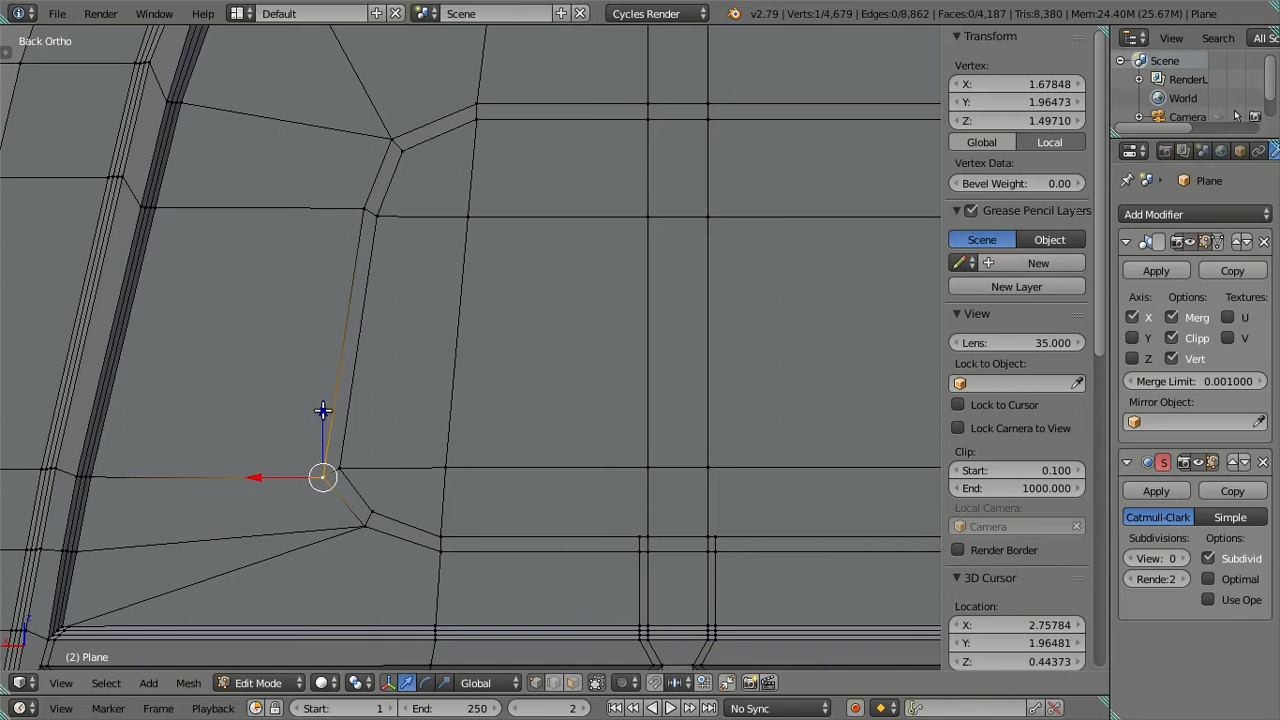 File Render Window Help Default Scene Cycles Render v2.79 | Verts:1/4,679 | Edges:0/8,862 | Faces:0/4,187 | Tris:8,380 | Mem:24.40M (25.67M) | Plane
Back Ortho
(2) Plane
Transform
Vertex:
X: 1.67848
Y: 1.96473
Z: 1.49710
Global Local
Vertex Data:
Bevel Weight: 0.00
Grease Pencil Layers
Scene Object
New
New Layer
View
Lens: 35.000
Lock to Object:
Lock to Cursor
Lock Camera to View
Clip:
Start: 0.100
End: 1000.000
Local Camera:
Camera
Render Border
3D Cursor
Location:
X: 2.75784
Y: 1.96481
Z: 0.44373
View Search All Sc
Scene
RenderL
World
Camera
Plane
Add Modifier
Apply Copy
Axis: Options: Textures:
X Merg U
Y Clipp V
Z Vert
Merge Limit: 0.001000
Mirror Object:
S
Apply Copy
Catmull-Clark Simple
Subdivisions: Options:
View: 0 Subdivid
Rende:2 Optimal
Use Ope
View Select Add Mesh Edit Mode Global
View Marker Frame Playback Start: 1 End: 250 2 No Sync